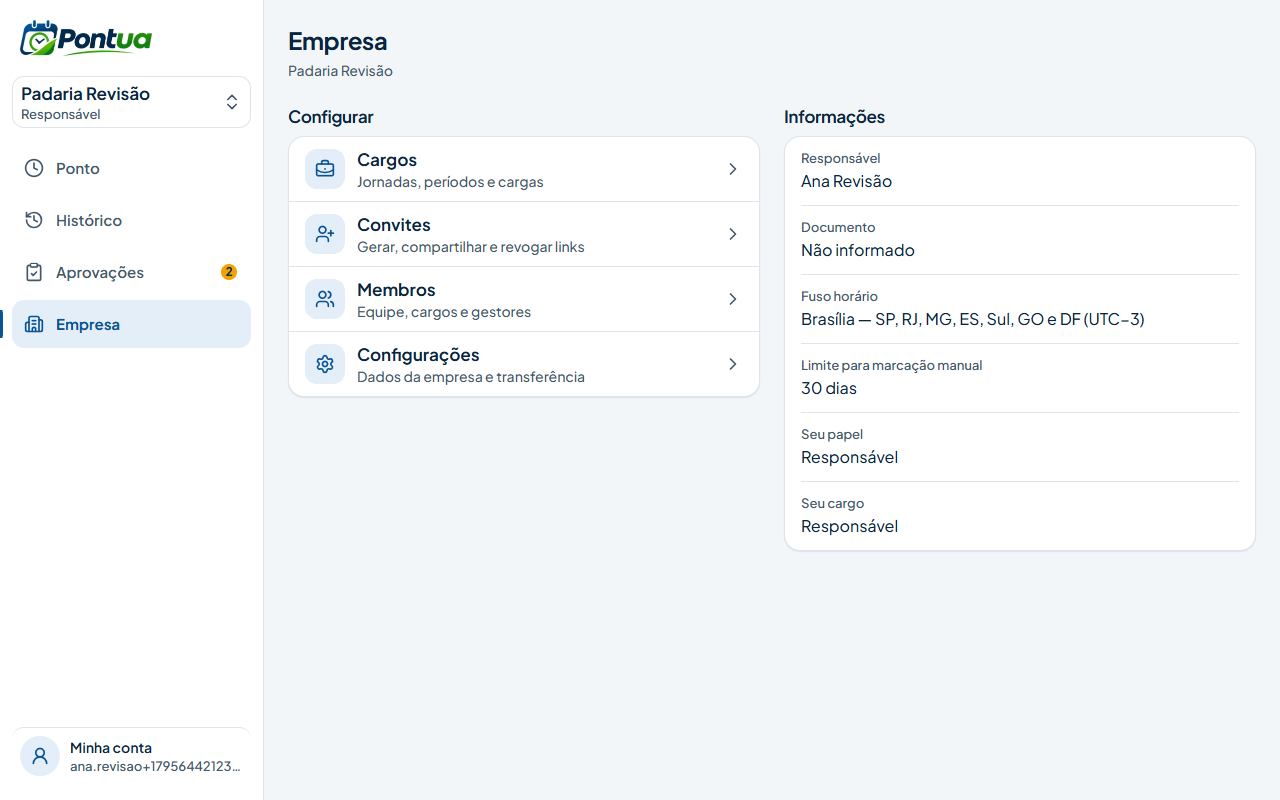 Pontua
Padaria Revisão
Responsável
Ponto
Histórico
Aprovações 2
Empresa
Minha conta
ana.revisao+17956442123…
Empresa
Padaria Revisão
Configurar
Cargos
Jornadas, períodos e cargas
Convites
Gerar, compartilhar e revogar links
Membros
Equipe, cargos e gestores
Configurações
Dados da empresa e transferência
Informações
Responsável
Ana Revisão
Documento
Não informado
Fuso horário
Brasília — SP, RJ, MG, ES, Sul, GO e DF (UTC−3)
Limite para marcação manual
30 dias
Seu papel
Responsável
Seu cargo
Responsável